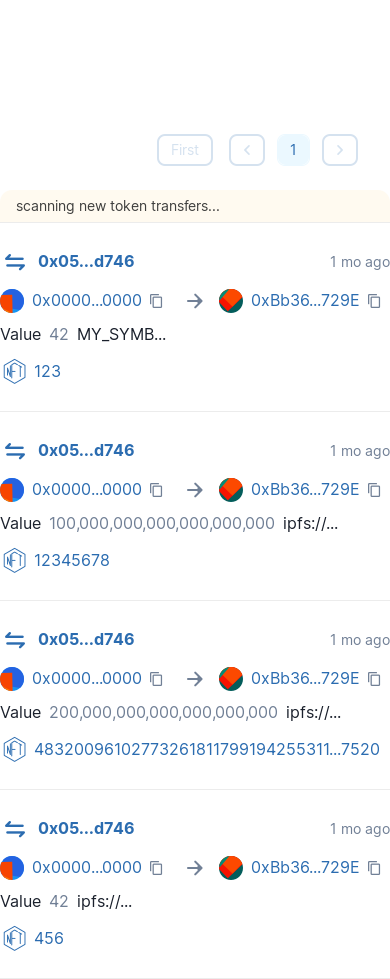 First 1
scanning new token transfers...
0x05...d746 1 mo ago
0x0000...0000 → 0xBb36...729E
Value 42 MY_SYMB...
NFT 123
0x05...d746 1 mo ago
0x0000...0000 → 0xBb36...729E
Value 100,000,000,000,000,000,000 ipfs://...
NFT 12345678
0x05...d746 1 mo ago
0x0000...0000 → 0xBb36...729E
Value 200,000,000,000,000,000,000 ipfs://...
NFT 483200961027732618117991942553110...7520
0x05...d746 1 mo ago
0x0000...0000 → 0xBb36...729E
Value 42 ipfs://...
NFT 456